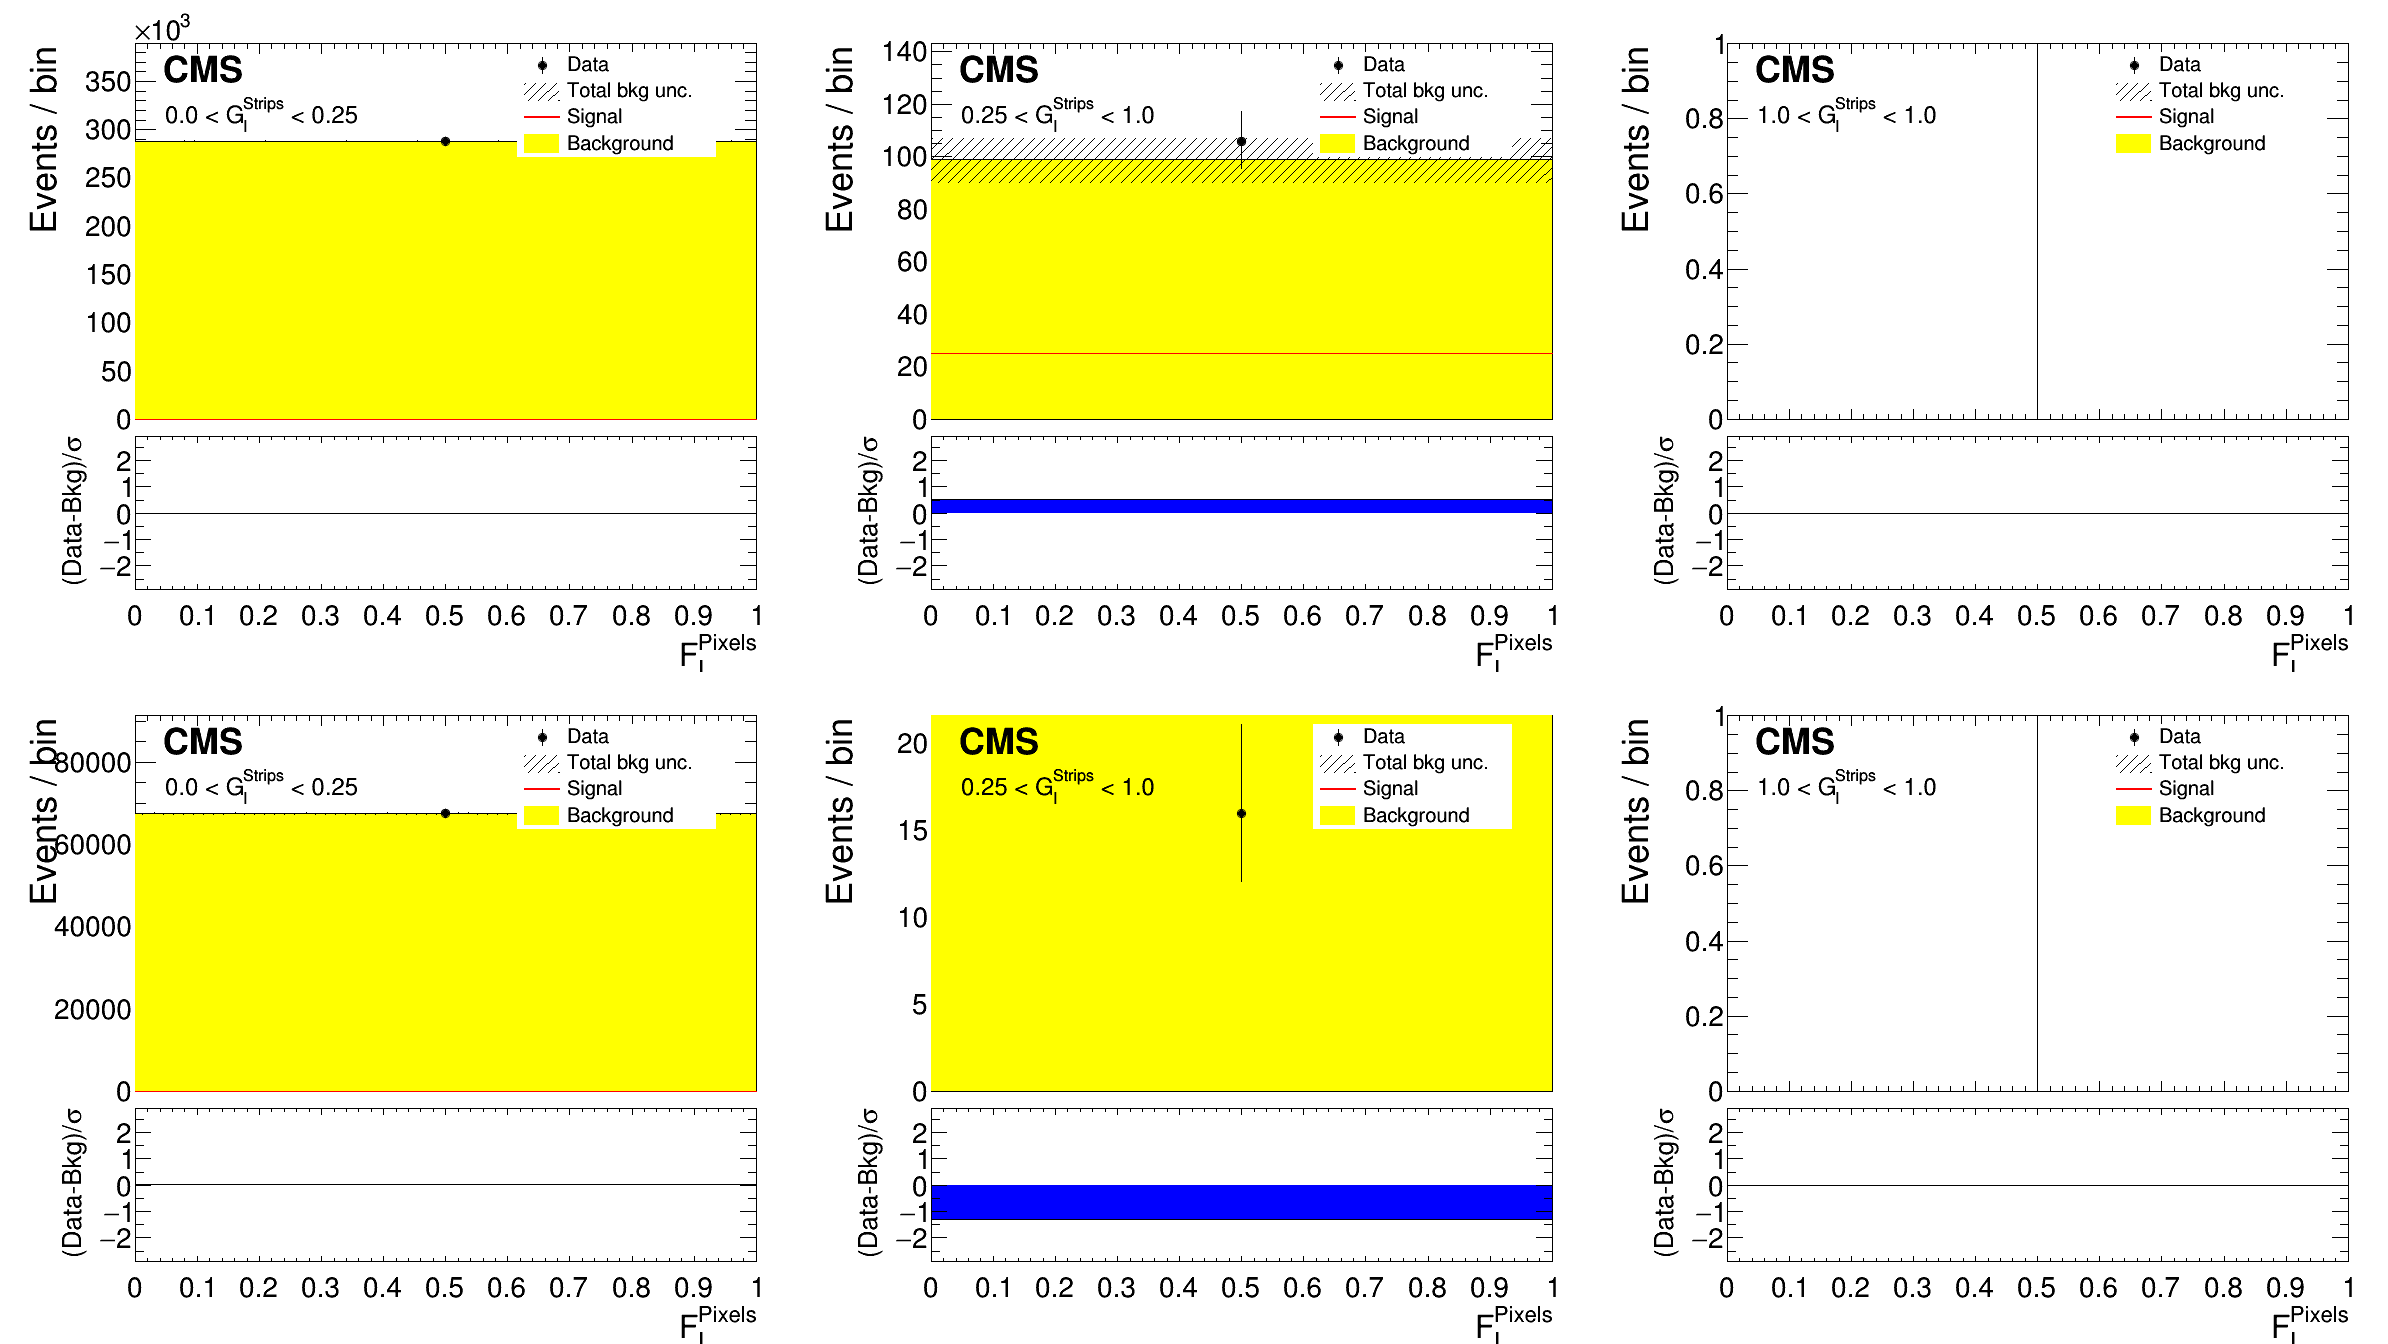 ×10³
Events / bin
350
300
250
200
150
100
50
0
CMS
0.0 < G_I^Strips < 0.25
Data
Total bkg unc.
Signal
Background
(Data-Bkg)/σ
2
1
0
−1
−2
0 0.1 0.2 0.3 0.4 0.5 0.6 0.7 0.8 0.9 1
F_I^Pixels
Events / bin
140
120
100
80
60
40
20
0
CMS
0.25 < G_I^Strips < 1.0
Data
Total bkg unc.
Signal
Background
(Data-Bkg)/σ
2
1
0
−1
−2
0 0.1 0.2 0.3 0.4 0.5 0.6 0.7 0.8 0.9 1
F_I^Pixels
Events / bin
1
0.8
0.6
0.4
0.2
0
CMS
1.0 < G_I^Strips < 1.0
Data
Total bkg unc.
Signal
Background
(Data-Bkg)/σ
2
1
0
−1
−2
0 0.1 0.2 0.3 0.4 0.5 0.6 0.7 0.8 0.9 1
F_I^Pixels
Events / bin
80000
60000
40000
20000
0
CMS
0.0 < G_I^Strips < 0.25
Data
Total bkg unc.
Signal
Background
(Data-Bkg)/σ
2
1
0
−1
−2
0 0.1 0.2 0.3 0.4 0.5 0.6 0.7 0.8 0.9 1
F_I^Pixels
Events / bin
20
15
10
5
0
CMS
0.25 < G_I^Strips < 1.0
Data
Total bkg unc.
Signal
Background
(Data-Bkg)/σ
2
1
0
−1
−2
0 0.1 0.2 0.3 0.4 0.5 0.6 0.7 0.8 0.9 1
F_I^Pixels
Events / bin
1
0.8
0.6
0.4
0.2
0
CMS
1.0 < G_I^Strips < 1.0
Data
Total bkg unc.
Signal
Background
(Data-Bkg)/σ
2
1
0
−1
−2
0 0.1 0.2 0.3 0.4 0.5 0.6 0.7 0.8 0.9 1
F_I^Pixels